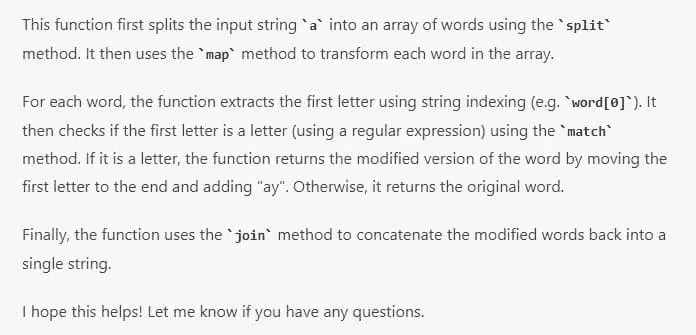 This function first splits the input string `a` into an array of words using the `split`
method. It then uses the `map` method to transform each word in the array.
For each word, the function extracts the first letter using string indexing (e.g. `word[0]`). It
then checks if the first letter is a letter (using a regular expression) using the `match`
method. If it is a letter, the function returns the modified version of the word by moving the
first letter to the end and adding "ay". Otherwise, it returns the original word.
Finally, the function uses the `join` method to concatenate the modified words back into a
single string.
I hope this helps! Let me know if you have any questions.